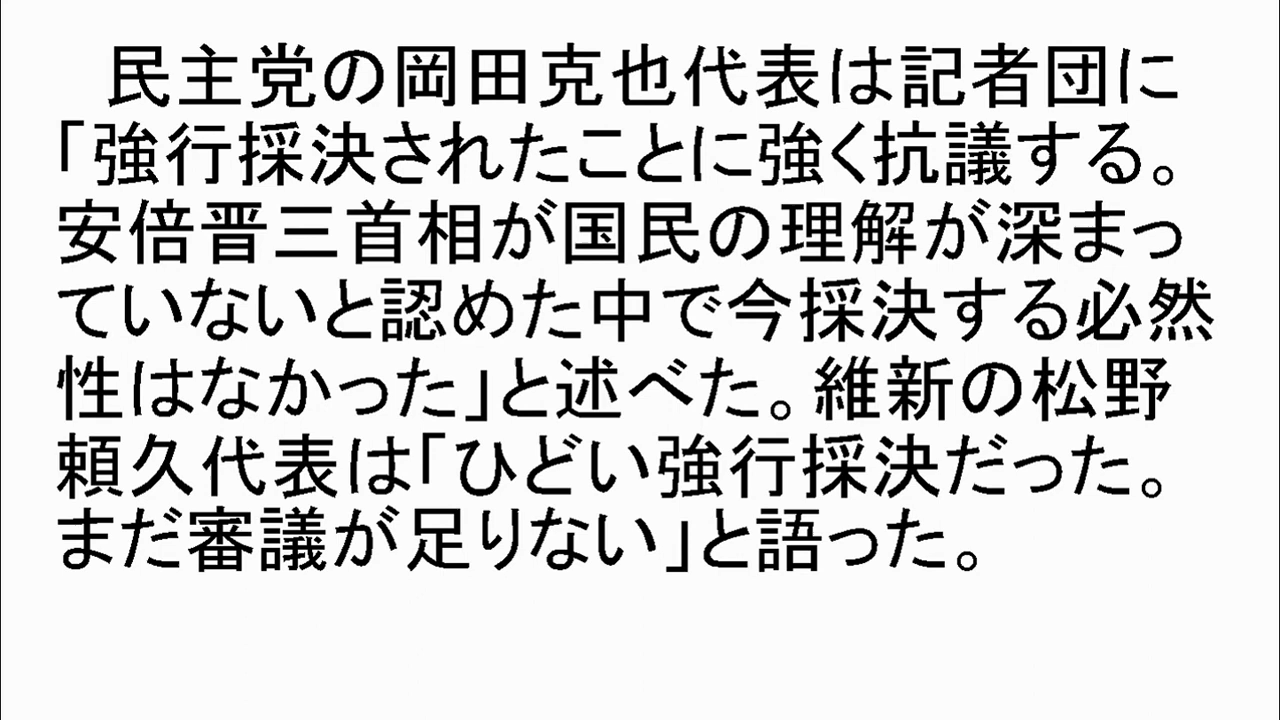 民主党の岡田克也代表は記者団に
「強行採決されたことに強く抗議する。
安倍晋三首相が国民の理解が深まっ
ていないと認めた中で今採決する必然
性はなかった」と述べた。維新の松野
頼久代表は「ひどい強行採決だった。
まだ審議が足りない」と語った。